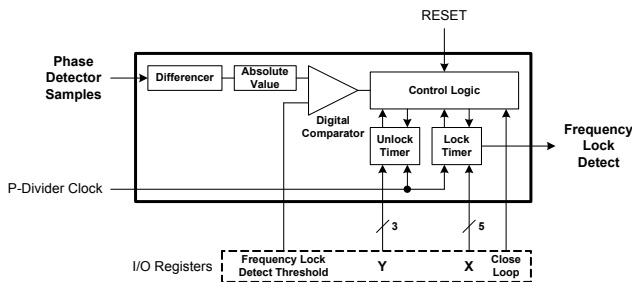 RESET
Phase
Detector
Samples
Differencer
Absolute
Value
Digital
Comparator
Control Logic
Unlock
Timer
Lock
Timer
Frequency
Lock
Detect
P-Divider Clock
3
5
I/O Registers
Frequency Lock
Detect Threshold
Y
X
Close
Loop